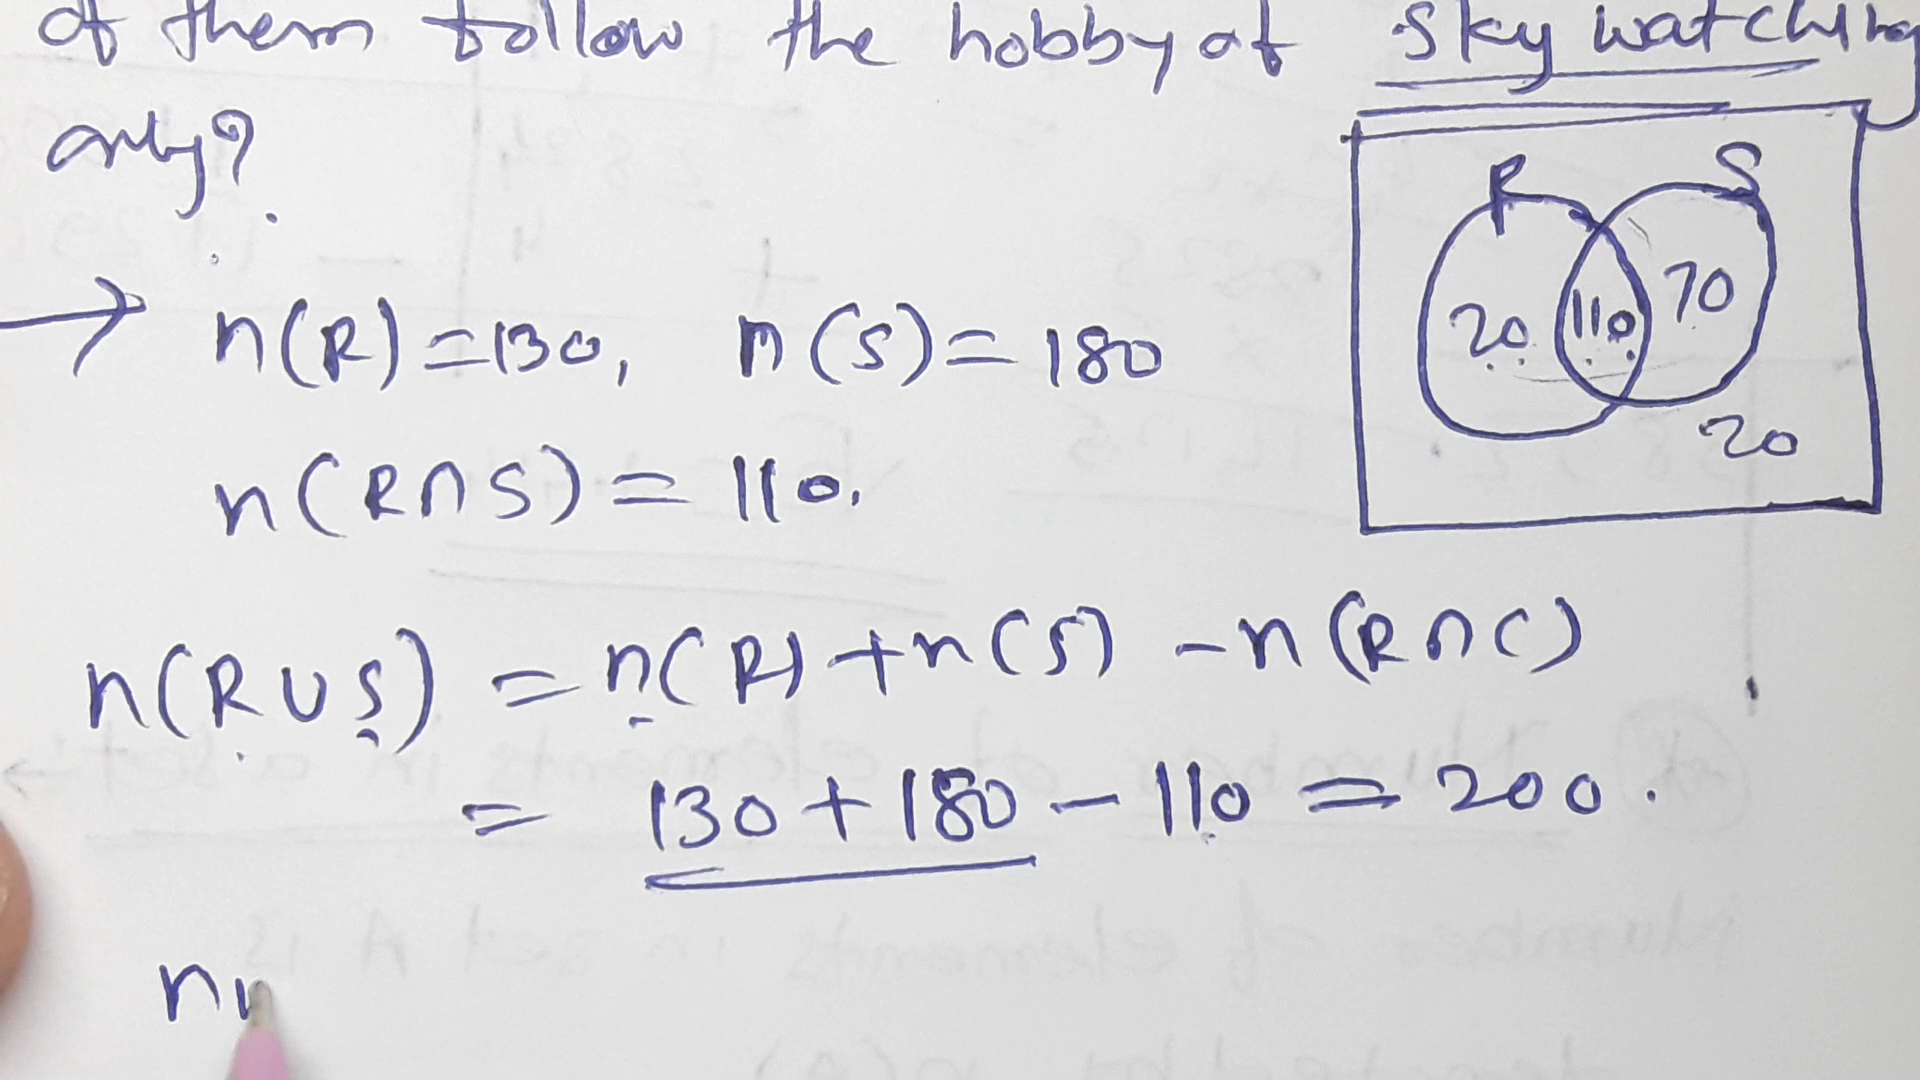 of them follow the hobby of sky watching
only?
→ n(R) = 130, n(S) = 180
n(R∩S) = 110.
R S
20 110 70
20
n(R∪S) = n(R) + n(S) - n(R∩C)
= 130 + 180 - 110 = 200.
nu